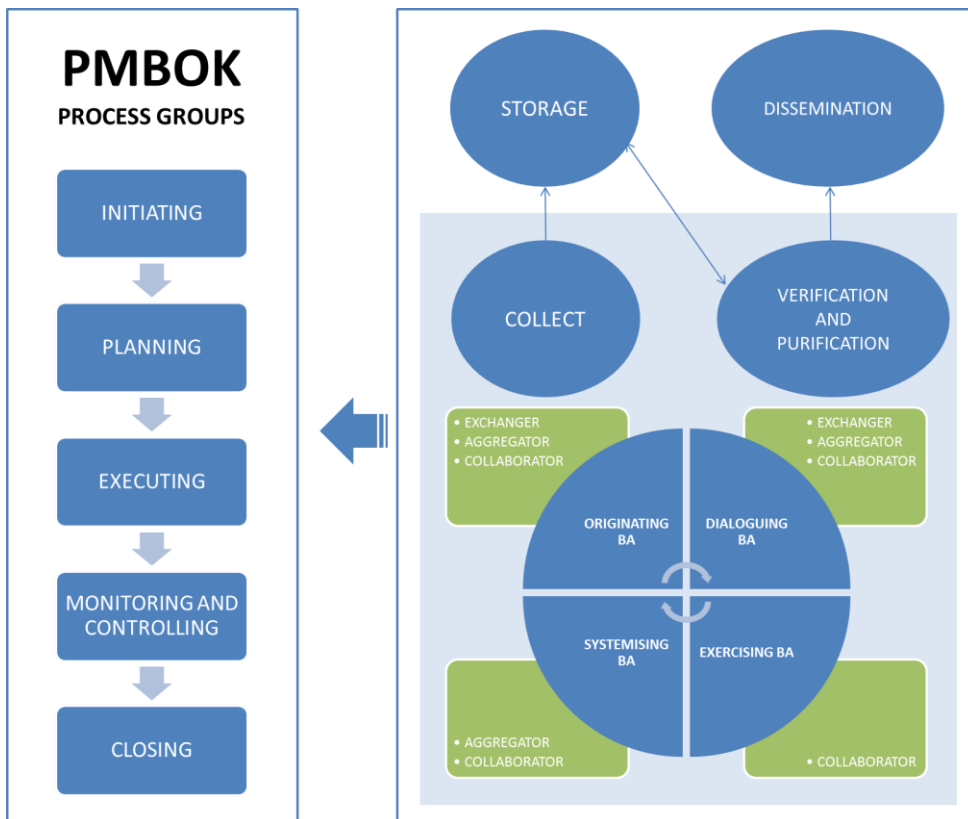 PMBOK
PROCESS GROUPS
INITIATING
PLANNING
EXECUTING
MONITORING AND
CONTROLLING
CLOSING
STORAGE
DISSEMINATION
COLLECT
VERIFICATION
AND
PURIFICATION
• EXCHANGER
• AGGREGATOR
• COLLABORATOR
• EXCHANGER
• AGGREGATOR
• COLLABORATOR
ORIGINATING
BA
DIALOGUING
BA
SYSTEMISING
BA
EXERCISING BA
• AGGREGATOR
• COLLABORATOR
• COLLABORATOR